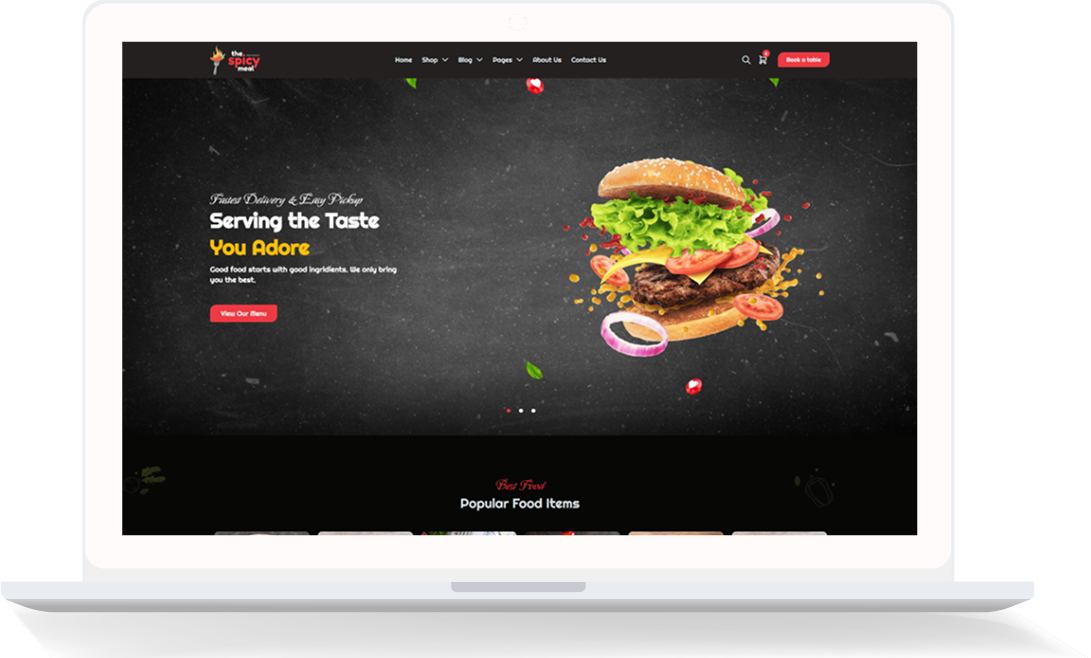 the
spicy
meal
Home Shop Blog Pages About Us Contact Us
Book a table
Fastest Delivery & Easy Pickup
Serving the Taste
You Adore
Good food starts with good ingridients. We only bring
you the best.
View Our Menu
Best Food
Popular Food Items